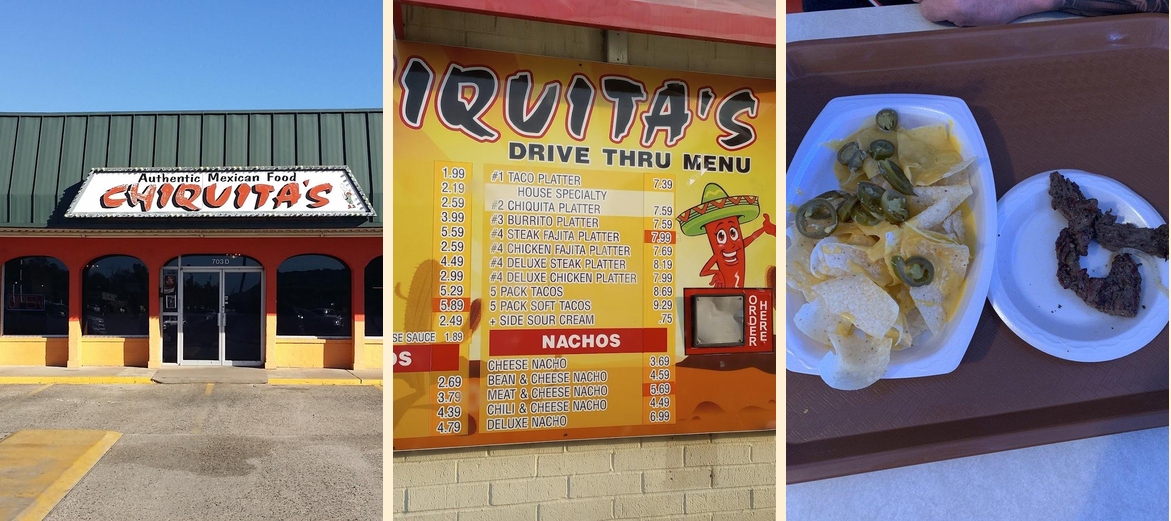 Authentic Mexican Food
CHIQUITA'S
703 D
IQUITA'S
DRIVE THRU MENU
1.99
2.19
2.59
3.99
5.59
2.59
4.49
2.99
5.29
5.89
2.49
SE SAUCE 1.89
OS
2.69
3.79
4.39
4.79
#1 TACO PLATTER 7.39
HOUSE SPECIALTY
#2 CHIQUITA PLATTER 7.59
#3 BURRITO PLATTER 7.59
#4 STEAK FAJITA PLATTER 7.99
#4 CHICKEN FAJITA PLATTER 7.69
#4 DELUXE STEAK PLATTER 8.19
#4 DELUXE CHICKEN PLATTER 7.99
5 PACK TACOS 8.69
5 PACK SOFT TACOS 9.29
+ SIDE SOUR CREAM .75
NACHOS
CHEESE NACHO 3.69
BEAN & CHEESE NACHO 4.59
MEAT & CHEESE NACHO 5.69
CHILI & CHEESE NACHO 4.49
DELUXE NACHO 6.99
ORDER
HERE